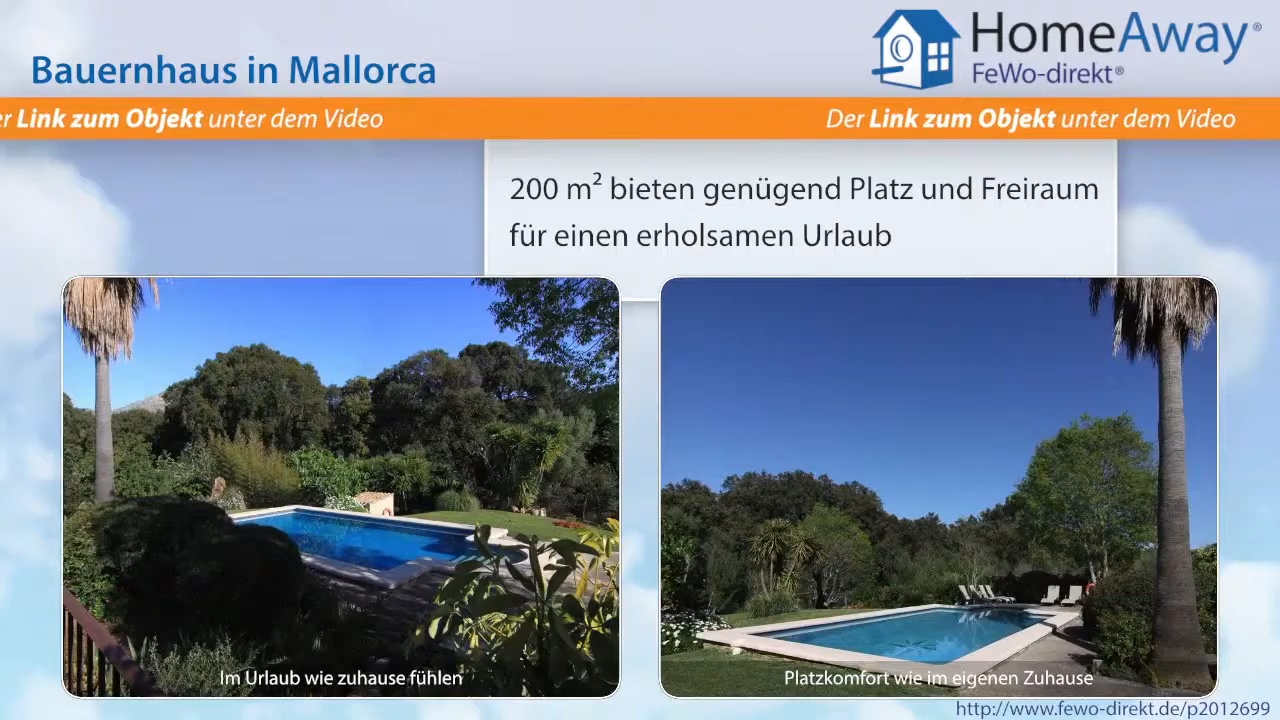 Bauernhaus in Mallorca
HomeAway®
FeWo-direkt®
er Link zum Objekt unter dem Video
Der Link zum Objekt unter dem Video
200 m² bieten genügend Platz und Freiraum
für einen erholsamen Urlaub
Im Urlaub wie zuhause fühlen
Platzkomfort wie im eigenen Zuhause
http://www.fewo-direkt.de/p2012699